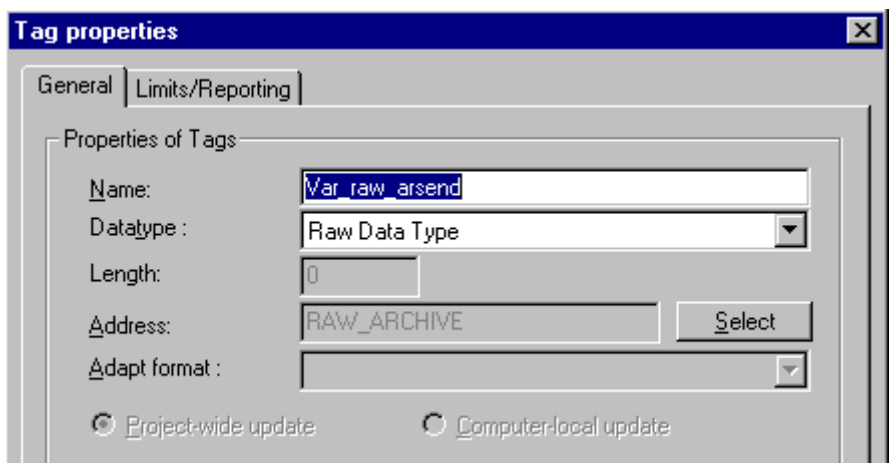 Tag properties
General Limits/Reporting
Properties of Tags
Name: Var_raw_arsend
Datatype : Raw Data Type
Length: 0
Address: RAW_ARCHIVE Select
Adapt format :
Project-wide update Computer-local update